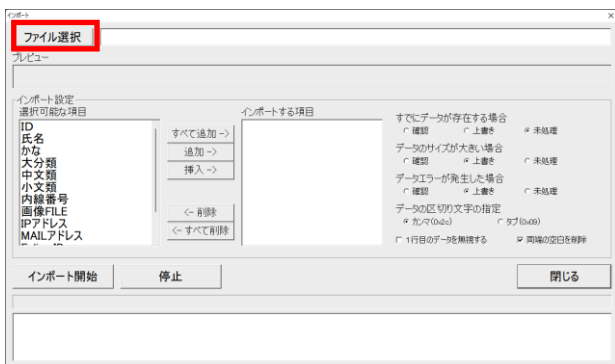 インポート
ファイル選択
プレビュー
インポート設定
選択可能な項目
インポートする項目
ID
氏名
かな
大分類
中文類
小文類
内線番号
画像FILE
IPアドレス
MAILアドレス
すべて追加 ->
追加 ->
挿入 ->
<- 削除
<- すべて削除
すでにデータが存在する場合
確認 上書き 未処理
データのサイズが大きい場合
確認 上書き 未処理
データエラーが発生した場合
確認 上書き 未処理
データの区切り文字の指定
カンマ(0x2c) タブ(0x09)
1行目のデータを無視する 両端の空白を削除
インポート開始 停止 閉じる